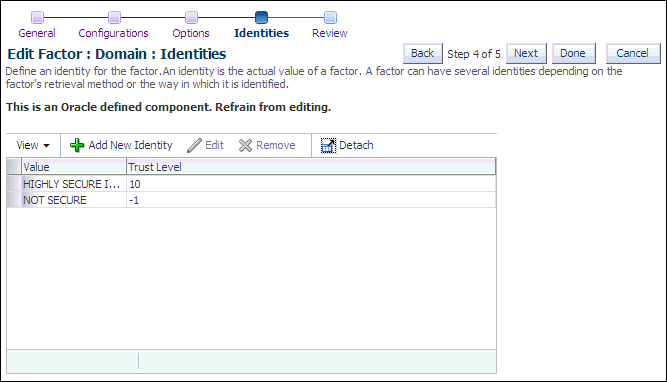 General Configurations Options Identities Review
Edit Factor : Domain : Identities Back Step 4 of 5 Next Done Cancel
Define an identity for the factor.An identity is the actual value of a factor. A factor can have several identities depending on the
factor's retrieval method or the way in which it is identified.
This is an Oracle defined component. Refrain from editing.
View Add New Identity Edit Remove Detach
Value Trust Level
HIGHLY SECURE I... 10
NOT SECURE -1